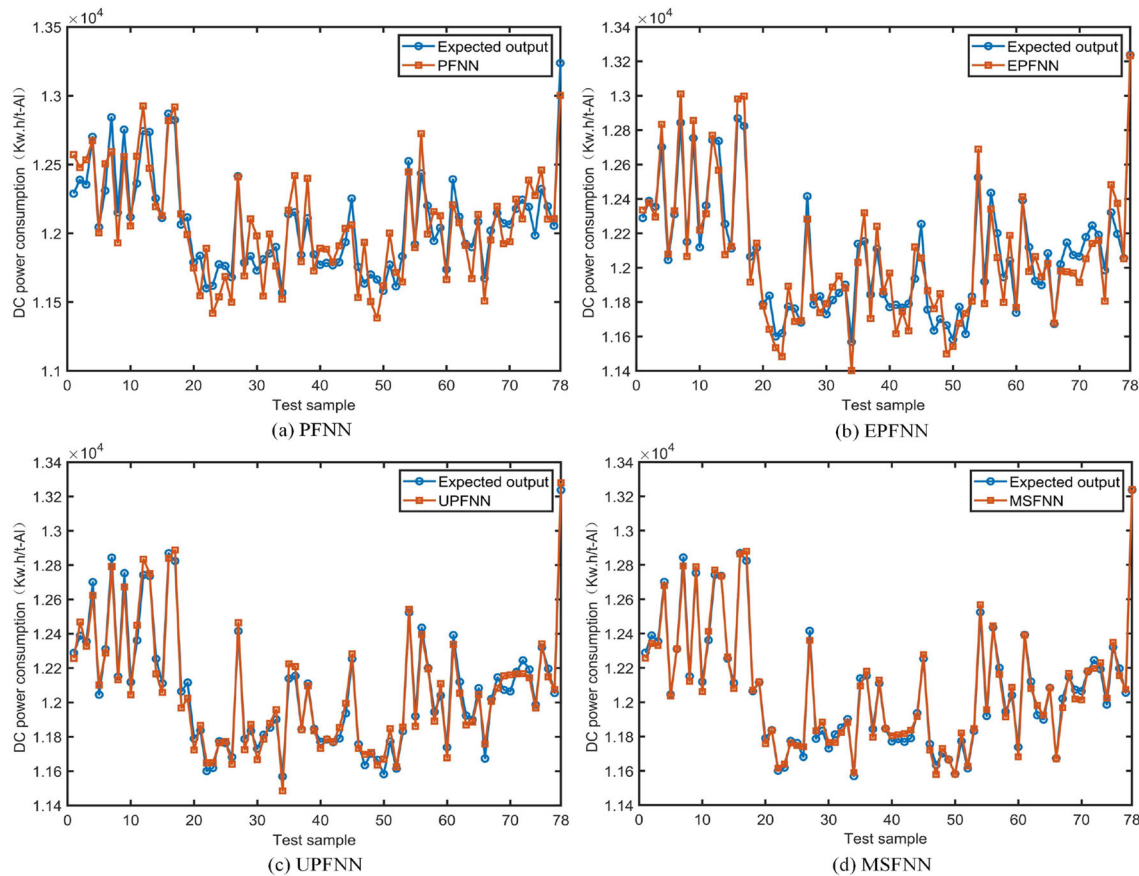 ×10⁴
1.35
1.3
1.25
1.2
1.15
1.1
DC power consumption（Kw.h/t-Al）
Expected output
PFNN
0 10 20 30 40 50 60 70 78
Test sample
(a) PFNN
×10⁴
1.34
1.32
1.3
1.28
1.26
1.24
1.22
1.2
1.18
1.16
1.14
DC power consumption（Kw.h/t-Al）
Expected output
EPFNN
0 10 20 30 40 50 60 70 78
Test sample
(b) EPFNN
×10⁴
1.34
1.32
1.3
1.28
1.26
1.24
1.22
1.2
1.18
1.16
1.14
DC power consumption（Kw.h/t-Al）
Expected output
UPFNN
0 10 20 30 40 50 60 70 78
Test sample
(c) UPFNN
×10⁴
1.34
1.32
1.3
1.28
1.26
1.24
1.22
1.2
1.18
1.16
1.14
DC power consumption（Kw.h/t-Al）
Expected output
MSFNN
0 10 20 30 40 50 60 70 78
Test sample
(d) MSFNN